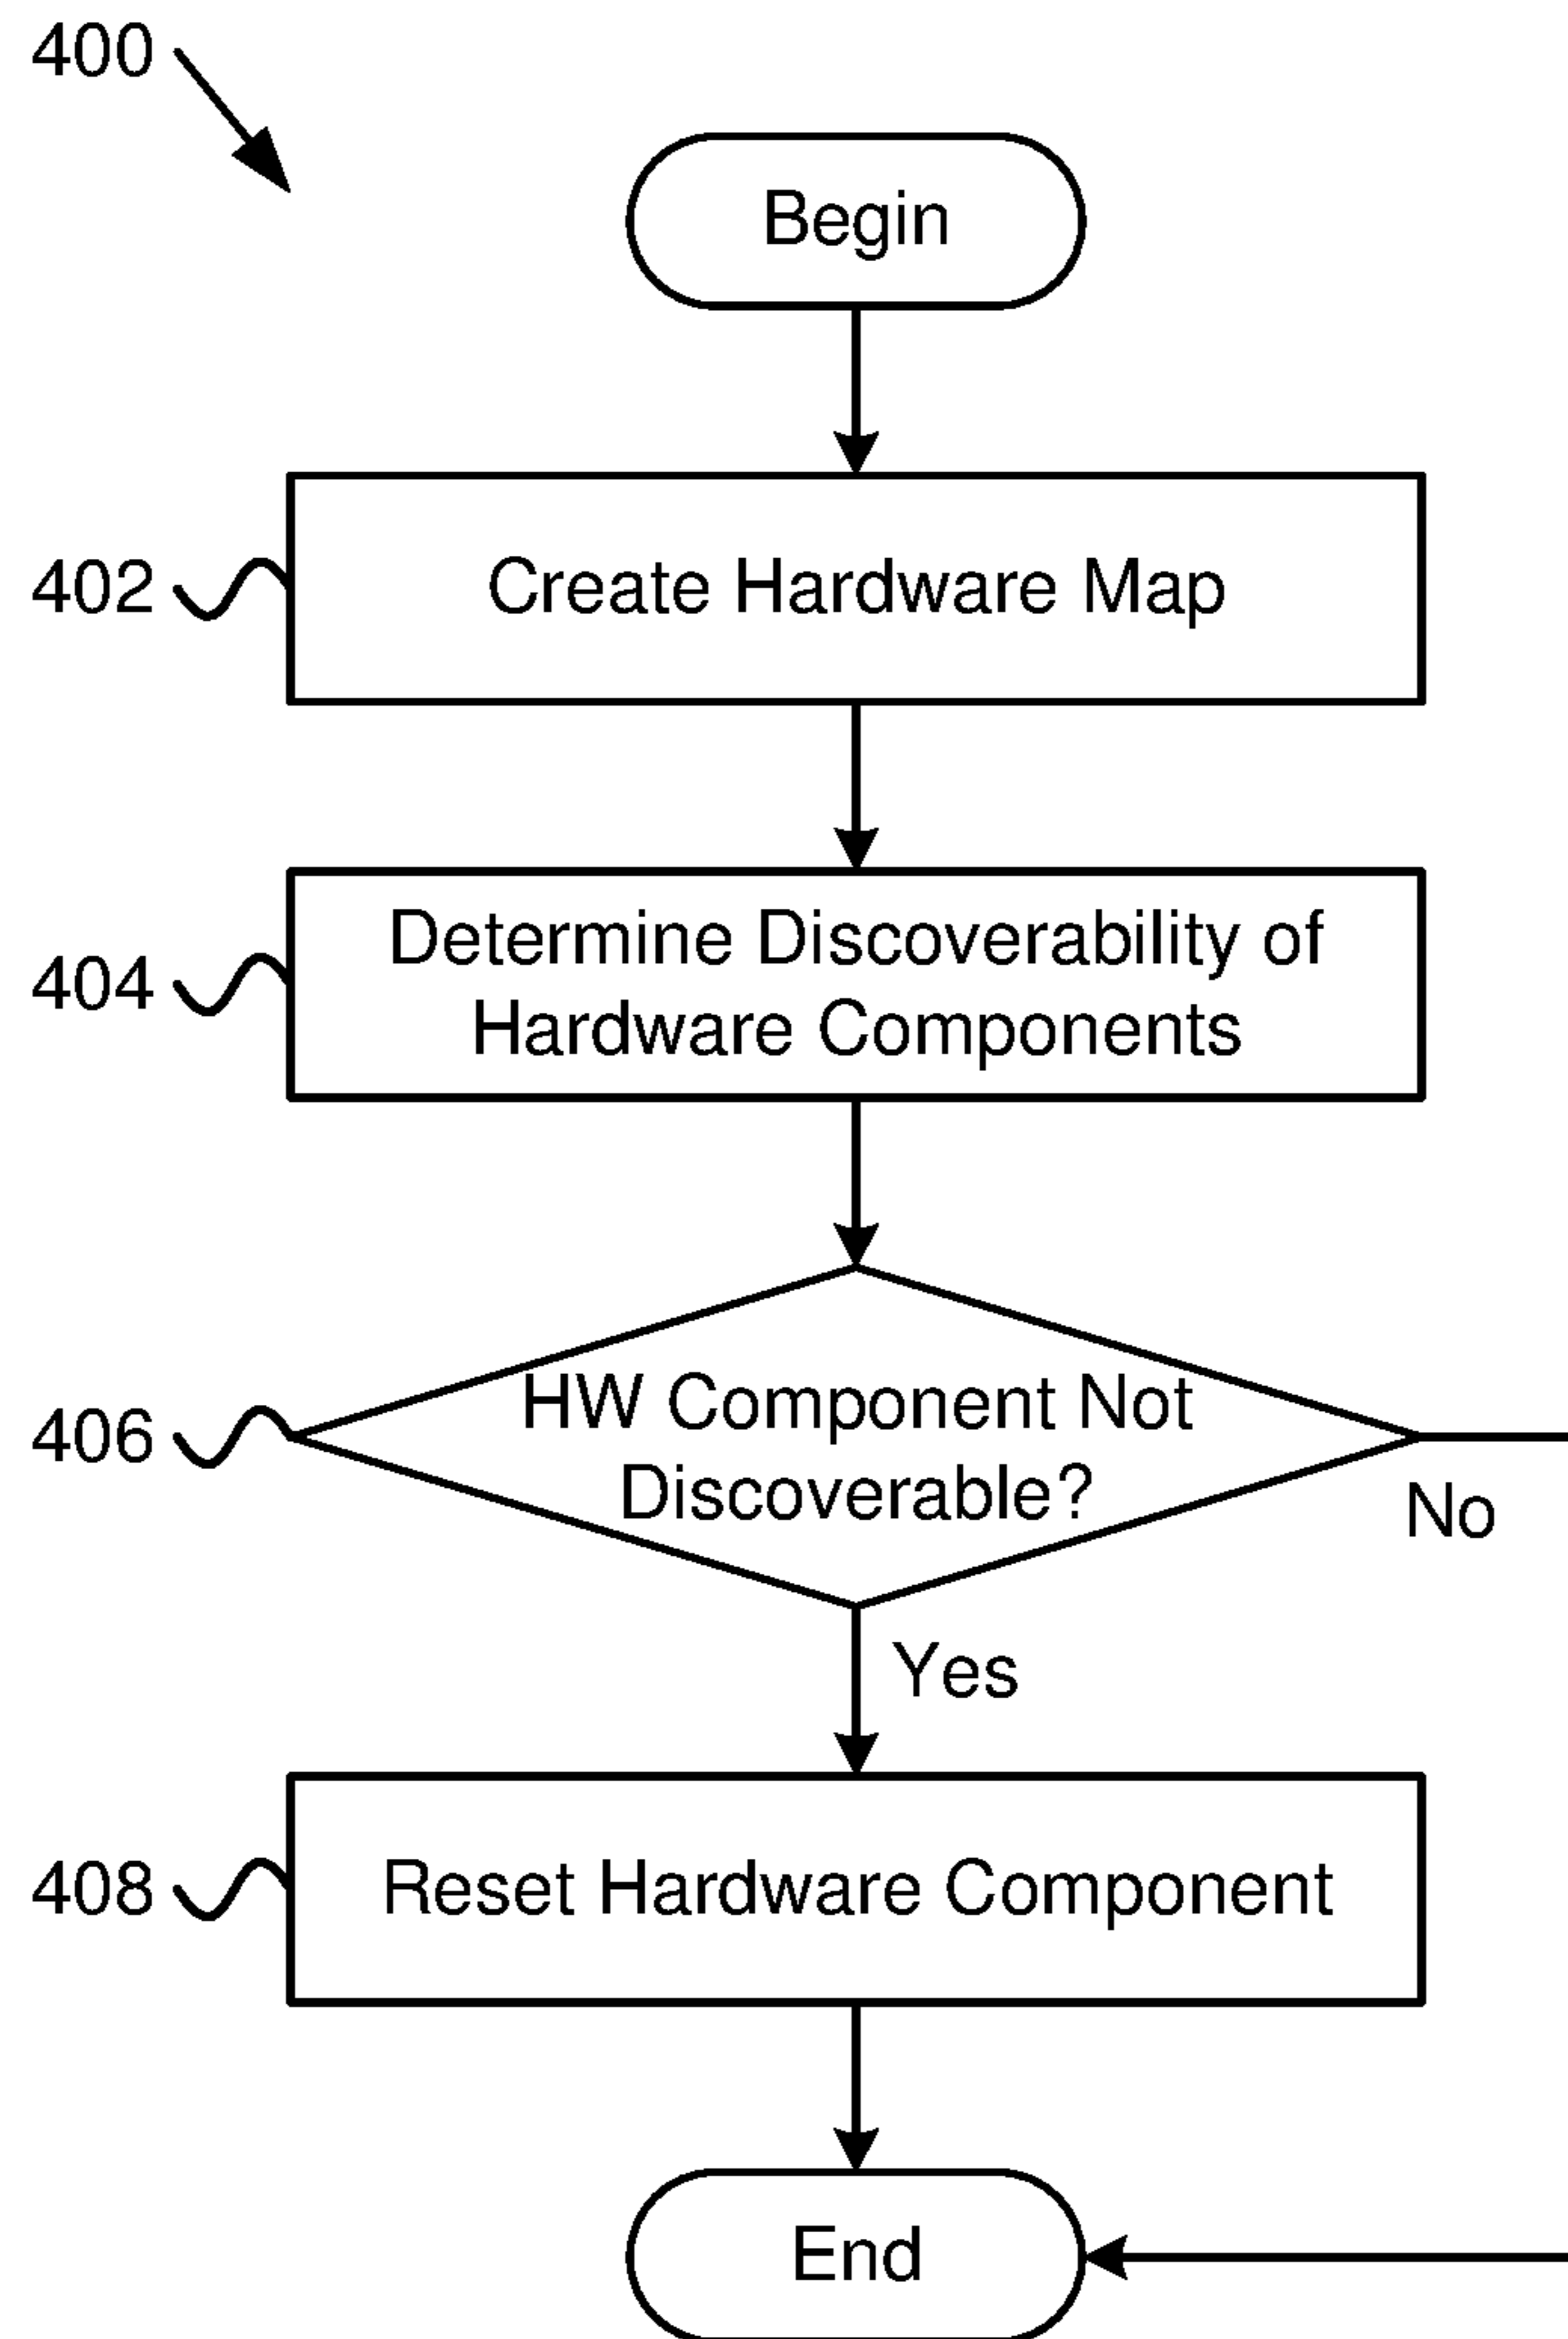 400
Begin
402
Create Hardware Map
404
Determine Discoverability of
Hardware Components
406
HW Component Not
Discoverable?
No
Yes
408
Reset Hardware Component
End